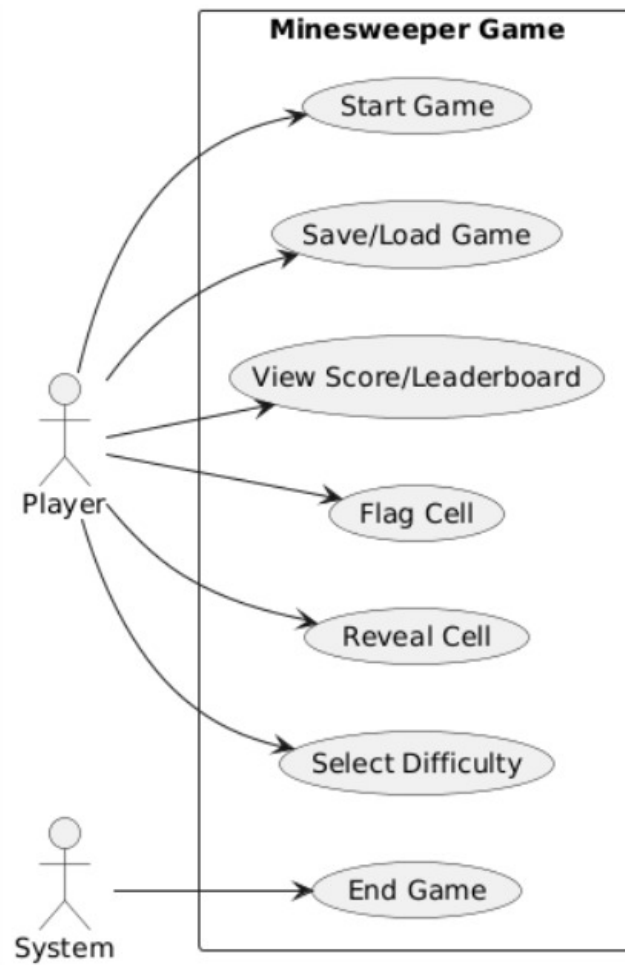 Minesweeper Game
Start Game
Save/Load Game
View Score/Leaderboard
Flag Cell
Player
Reveal Cell
Select Difficulty
End Game
System